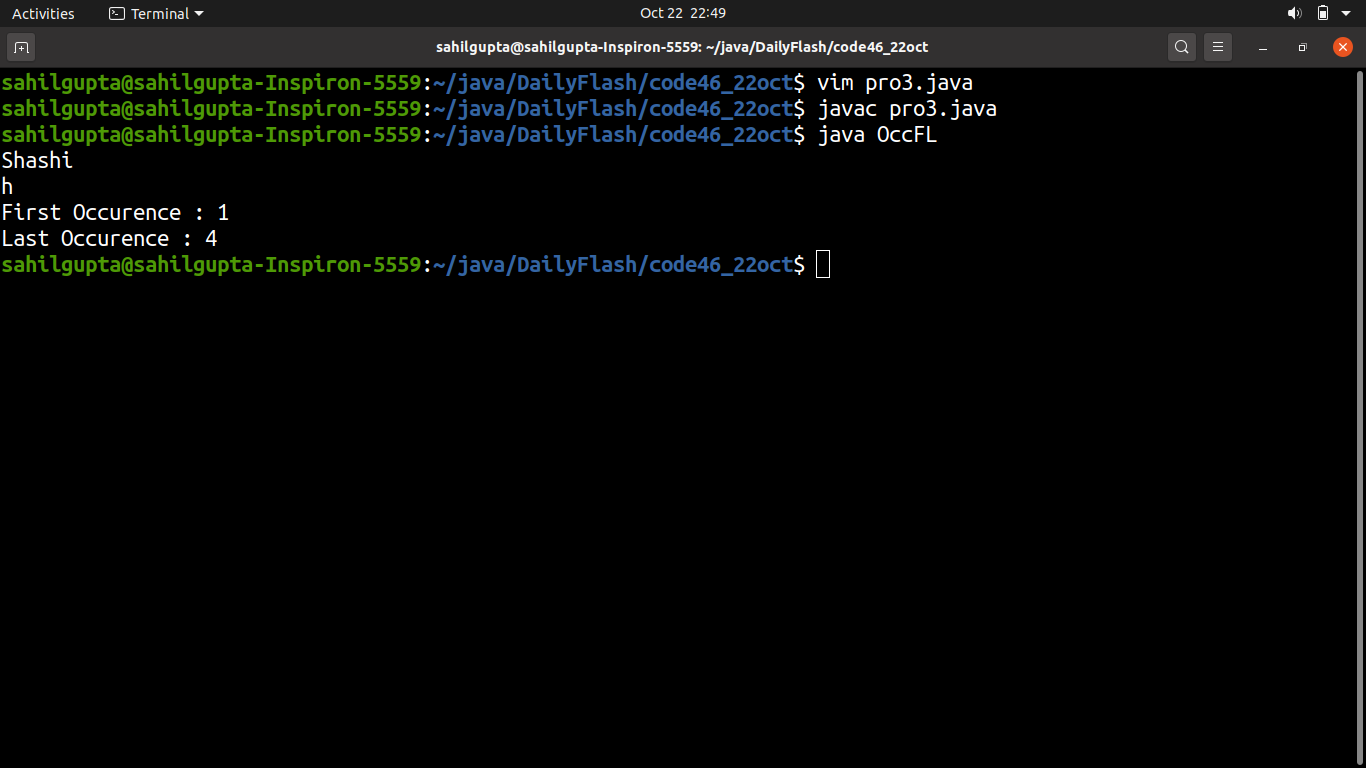 Activities Terminal Oct 22 22:49
sahilgupta@sahilgupta-Inspiron-5559: ~/java/DailyFlash/code46_22oct
sahilgupta@sahilgupta-Inspiron-5559:~/java/DailyFlash/code46_22oct$ vim pro3.java
sahilgupta@sahilgupta-Inspiron-5559:~/java/DailyFlash/code46_22oct$ javac pro3.java
sahilgupta@sahilgupta-Inspiron-5559:~/java/DailyFlash/code46_22oct$ java OccFL
Shashi
h
First Occurence : 1
Last Occurence : 4
sahilgupta@sahilgupta-Inspiron-5559:~/java/DailyFlash/code46_22oct$